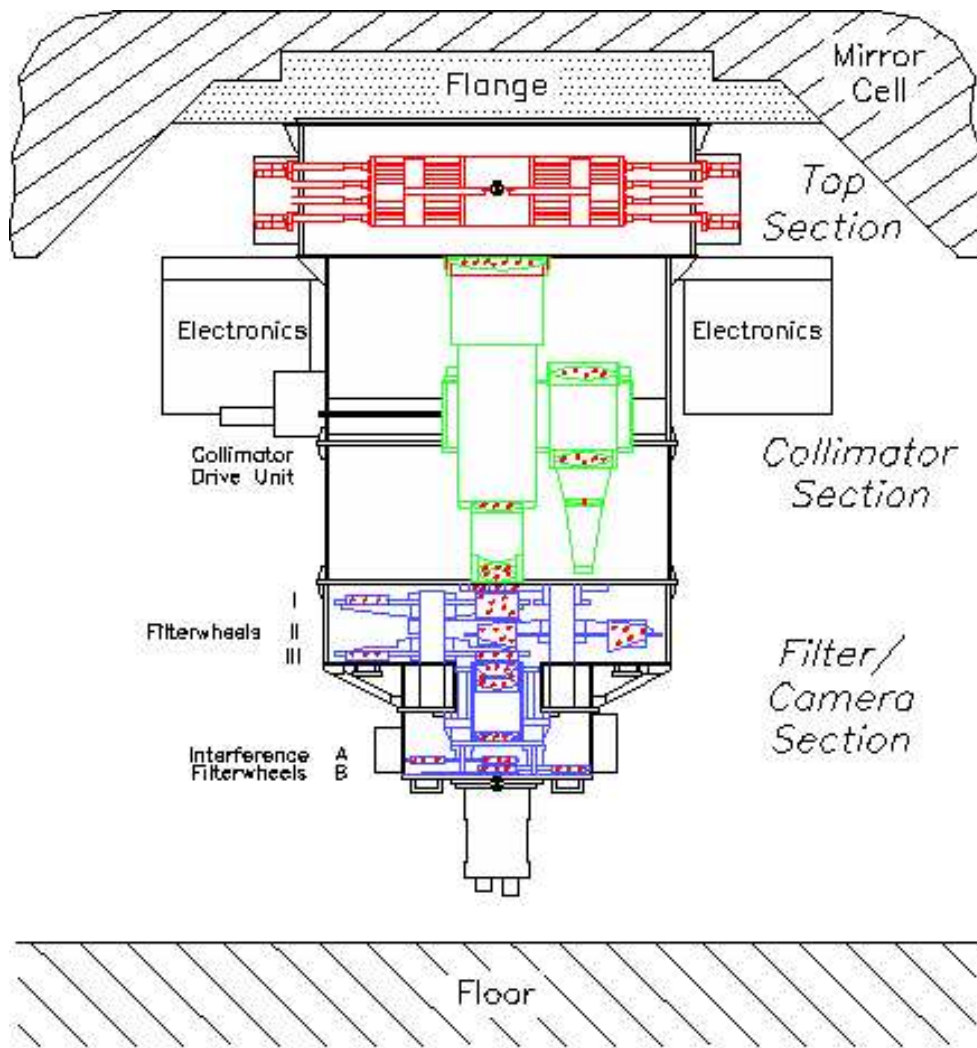 Mirror
Cell
Flange
Top
Section
Electronics
Electronics
Collimator
Drive Unit
Collimator
Section
I
Filterwheels II
III
Filter/
Camera
Section
Interference A
Filterwheels B
Floor